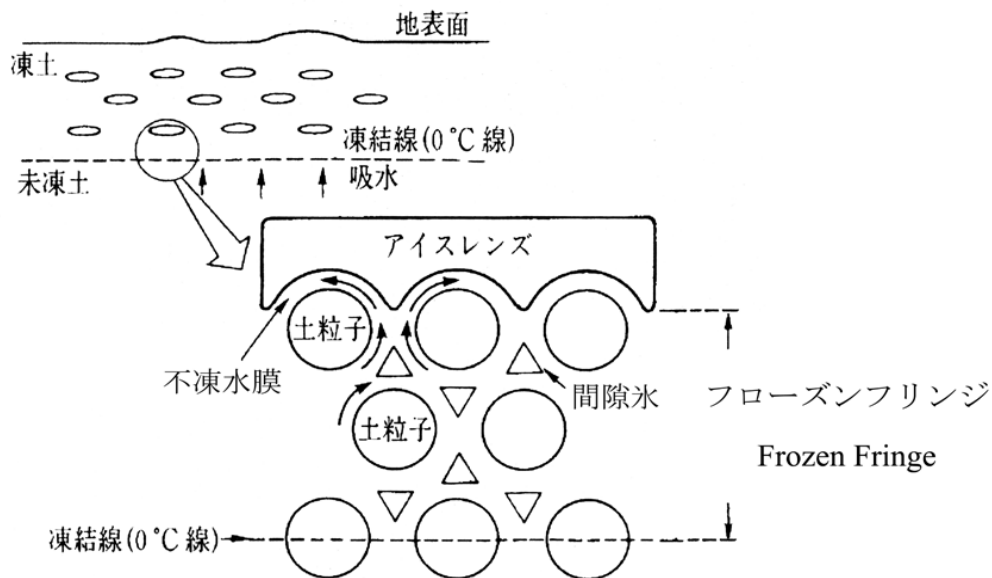 地表面
凍土
凍結線(0℃線)
未凍土
吸水
アイスレンズ
土粒子
不凍水膜
間隙氷
フローズンフリンジ
土粒子
Frozen Fringe
凍結線(0℃線)